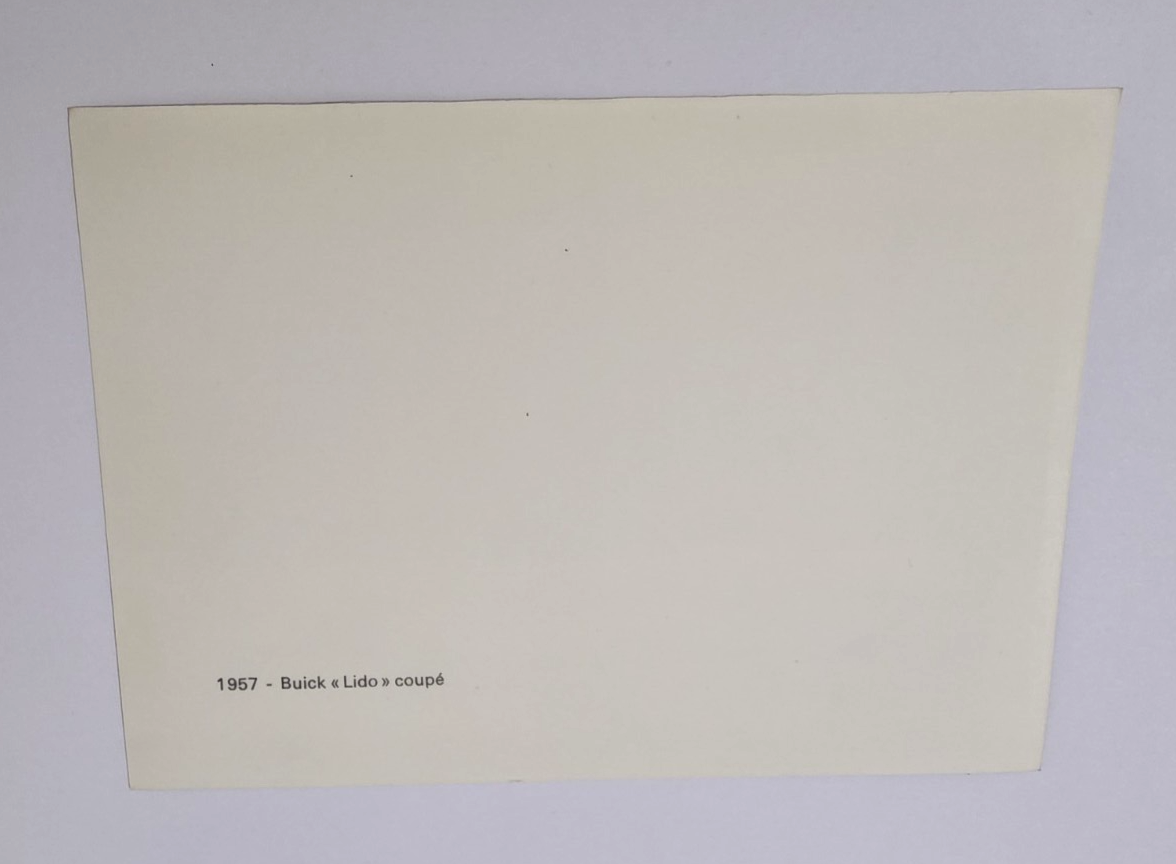 1957 - Buick « Lido » coupé